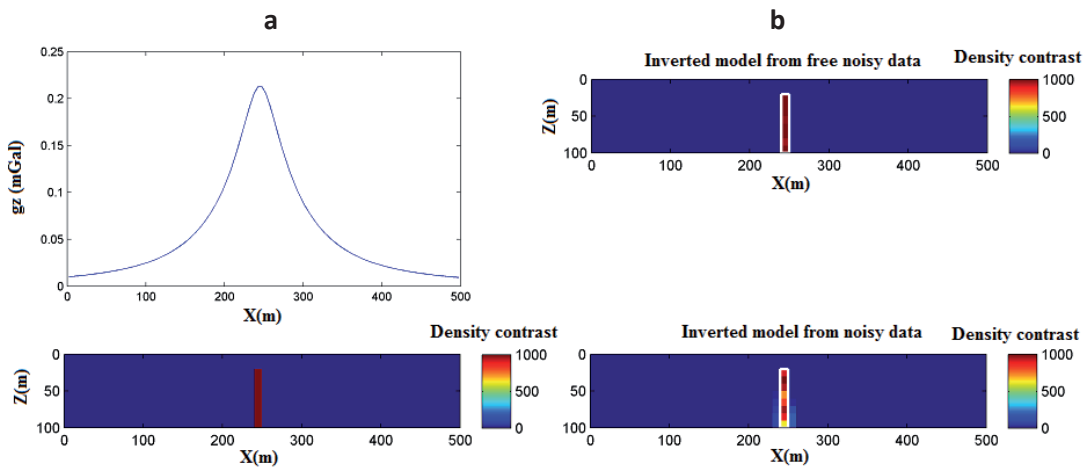 a
0.25
0.2
0.15
0.1
0.05
0
gz (mGal)
0 100 200 300 400 500
X(m)
Density contrast
0
50
100
Z(m)
0 100 200 300 400 500
X(m)
1000
500
0
b
Inverted model from free noisy data
Density contrast
0
50
100
Z(m)
0 100 200 300 400 500
X(m)
1000
500
0
Inverted model from noisy data
Density contrast
0
50
100
Z(m)
0 100 200 300 400 500
X(m)
1000
500
0